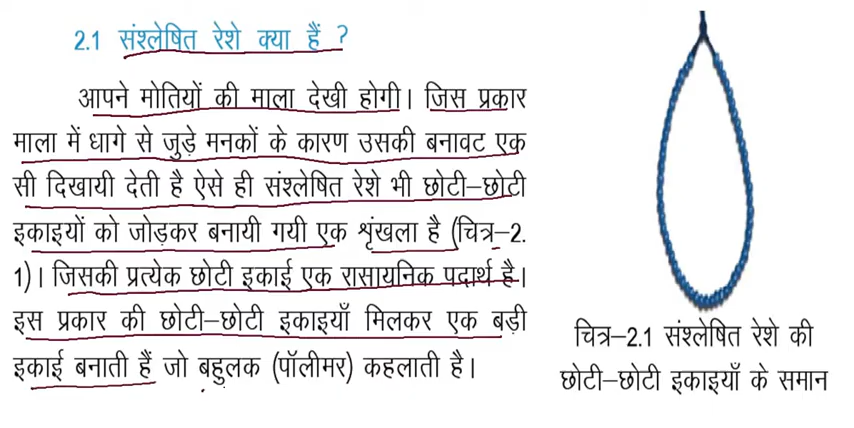 2.1 संश्लेषित रेशे क्या हैं ?
आपने मोतियों की माला देखी होगी। जिस प्रकार
माला में धागे से जुड़े मनकों के कारण उसकी बनावट एक
सी दिखायी देती है ऐसे ही संश्लेषित रेशे भी छोटी–छोटी
इकाइयों को जोड़कर बनायी गयी एक शृंखला है (चित्र–2.
1)। जिसकी प्रत्येक छोटी इकाई एक रासायनिक पदार्थ है।
इस प्रकार की छोटी–छोटी इकाइयाँ मिलकर एक बड़ी
इकाई बनाती हैं जो बहुलक (पॉलीमर) कहलाती है।
चित्र–2.1 संश्लेषित रेशे की
छोटी–छोटी इकाइयाँ के समान